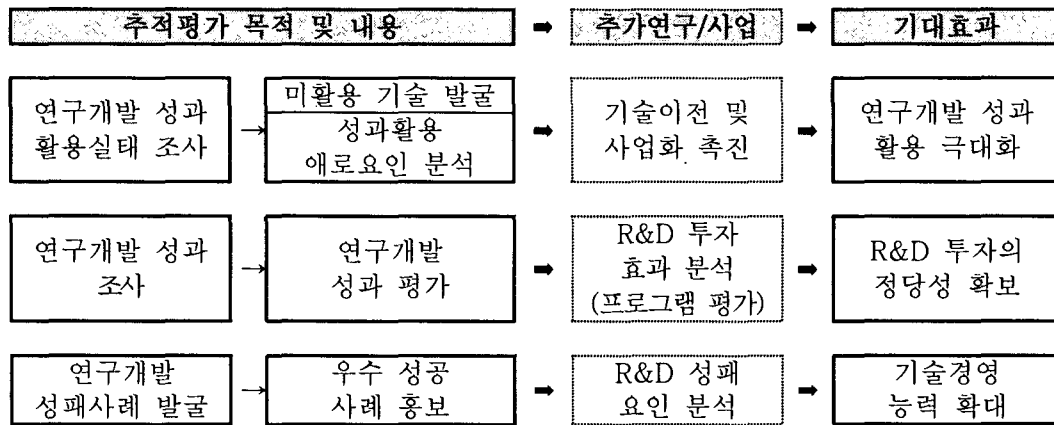 추적평가 목적 및 내용 ➡ 추가연구/사업 ➡ 기대효과
연구개발 성과
활용실태 조사
→
미활용 기술 발굴
성과활용
애로요인 분석
➡
기술이전 및
사업화 촉진
➡
연구개발 성과
활용 극대화
연구개발 성과
조사
→
연구개발
성과 평가
➡
R&D 투자
효과 분석
(프로그램 평가)
➡
R&D 투자의
정당성 확보
연구개발
성패사례 발굴
→
우수 성공
사례 홍보
➡
R&D 성패
요인 분석
➡
기술경영
능력 확대